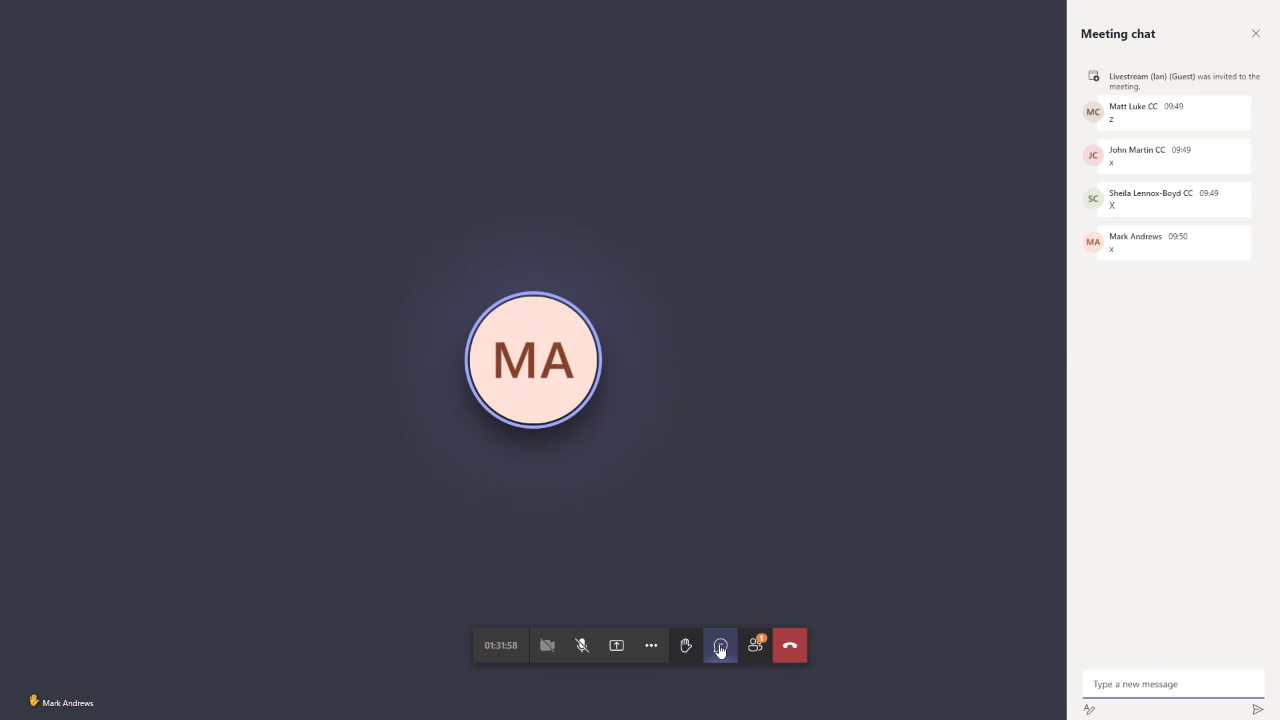 Meeting chat
Livestream (Ian) (Guest) was invited to the
meeting.
MC
Matt Luke CC 09:49
z
JC
John Martin CC 09:49
x
SC
Sheila Lennox-Boyd CC 09:49
X
MA
Mark Andrews 09:50
x
MA
01:31:58
1
Type a new message
Mark Andrews